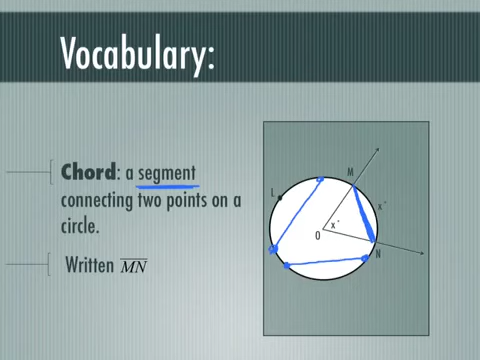 Vocabulary:
Chord: a segment
connecting two points on a
circle.
Written MN
M
L
x°
x°
O
N